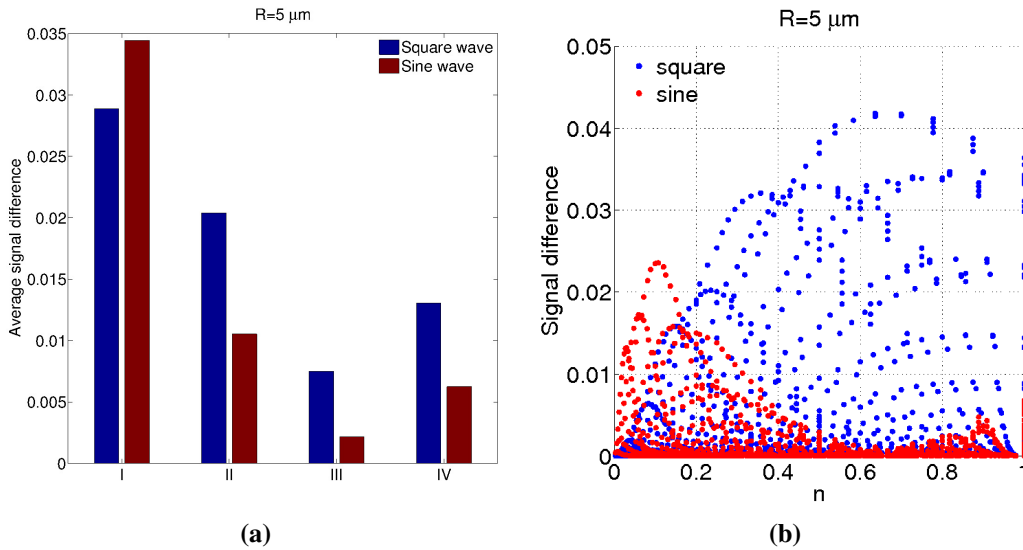 R=5 μm
Average signal difference
0.035
0.03
0.025
0.02
0.015
0.01
0.005
0
I II III IV
Square wave
Sine wave
(a)
R=5 μm
Signal difference
0.05
0.04
0.03
0.02
0.01
0
square
sine
0 0.2 0.4 0.6 0.8 1
n
(b)